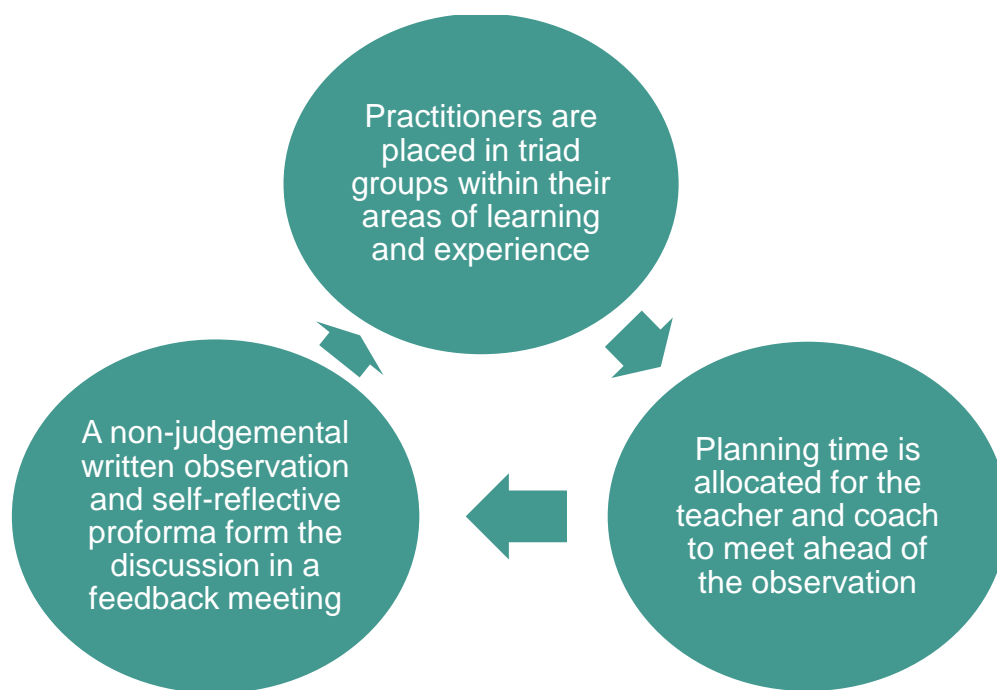 Practitioners are
placed in triad
groups within their
areas of learning
and experience
Planning time is
allocated for the
teacher and coach
to meet ahead of
the observation
A non-judgemental
written observation
and self-reflective
proforma form the
discussion in a
feedback meeting